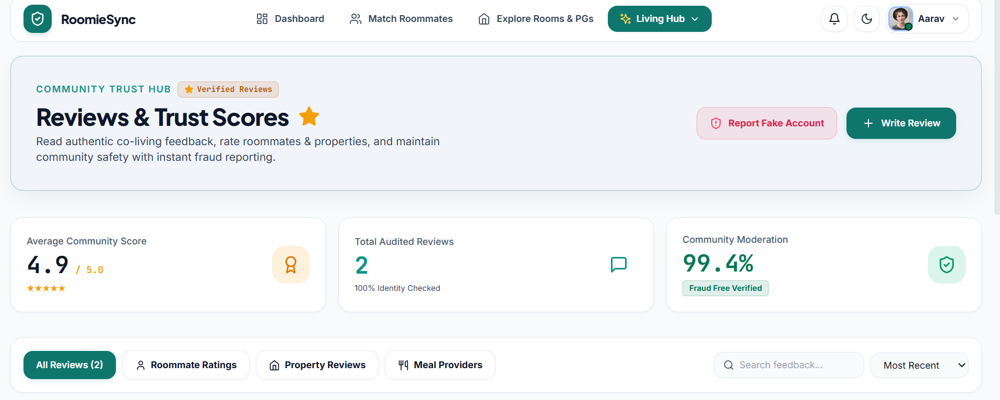 RoomieSync
Dashboard
Match Roommates
Explore Rooms & PGs
Living Hub
Aarav
COMMUNITY TRUST HUB
Verified Reviews
Reviews & Trust Scores
Read authentic co-living feedback, rate roommates & properties, and maintain
community safety with instant fraud reporting.
Report Fake Account
Write Review
Average Community Score
4.9 / 5.0
★★★★★
Total Audited Reviews
2
100% Identity Checked
Community Moderation
99.4%
Fraud Free Verified
All Reviews (2)
Roommate Ratings
Property Reviews
Meal Providers
Search feedback...
Most Recent